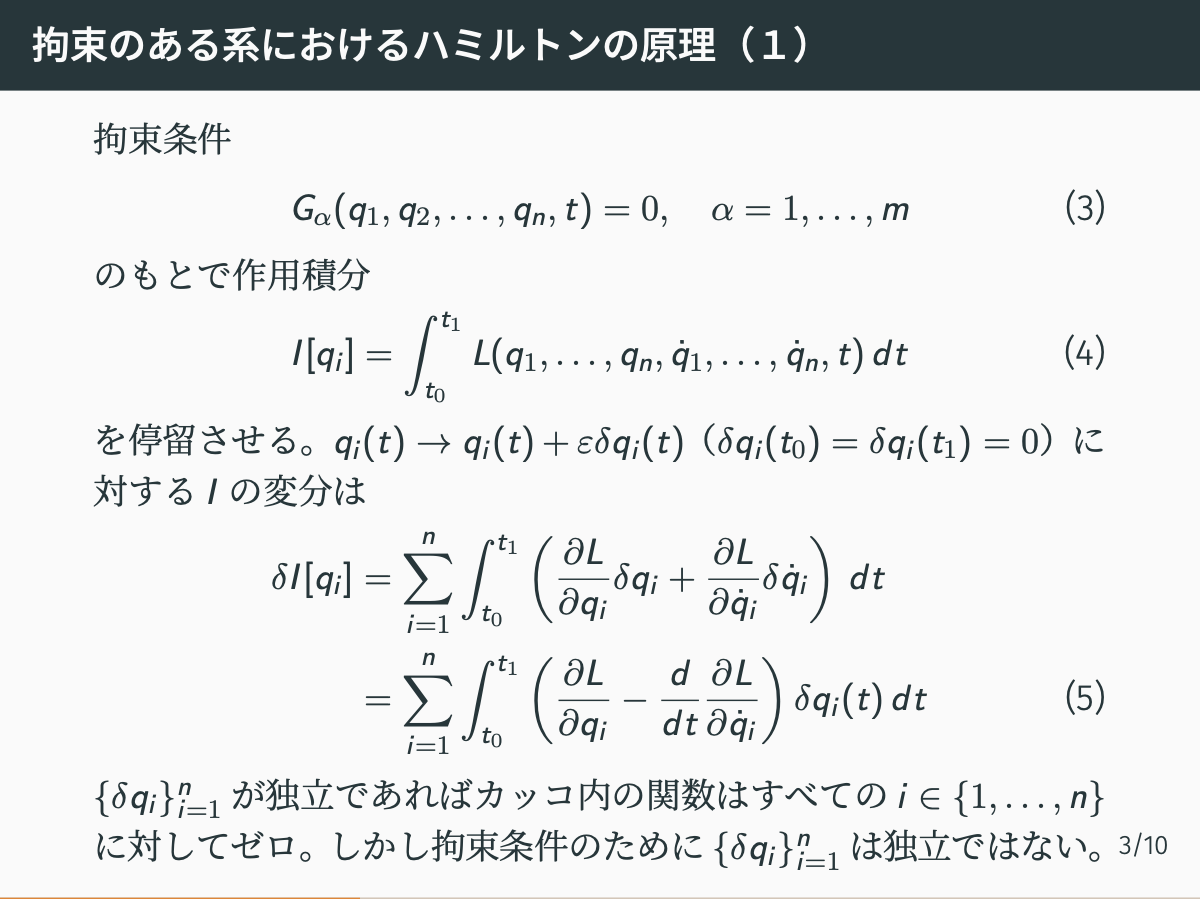 拘束のある系におけるハミルトンの原理（１）
拘束条件
G_α(q_1, q_2, . . . , q_n, t) = 0, α = 1, . . . , m (3)
のもとで作用積分
I[q_i] = ∫_{t_0}^{t_1} L(q_1, . . . , q_n, q̇_1, . . . , q̇_n, t) dt (4)
を停留させる。q_i(t) → q_i(t) + εδq_i(t)（δq_i(t_0) = δq_i(t_1) = 0）に
対する I の変分は
δI[q_i] = ∑_{i=1}^{n} ∫_{t_0}^{t_1} (∂L/∂q_i δq_i + ∂L/∂q̇_i δq̇_i) dt
= ∑_{i=1}^{n} ∫_{t_0}^{t_1} (∂L/∂q_i − d/dt ∂L/∂q̇_i) δq_i(t) dt (5)
{δq_i}_{i=1}^{n} が独立であればカッコ内の関数はすべての i ∈ {1, . . . , n}
に対してゼロ。しかし拘束条件のために {δq_i}_{i=1}^{n} は独立ではない。
3/10